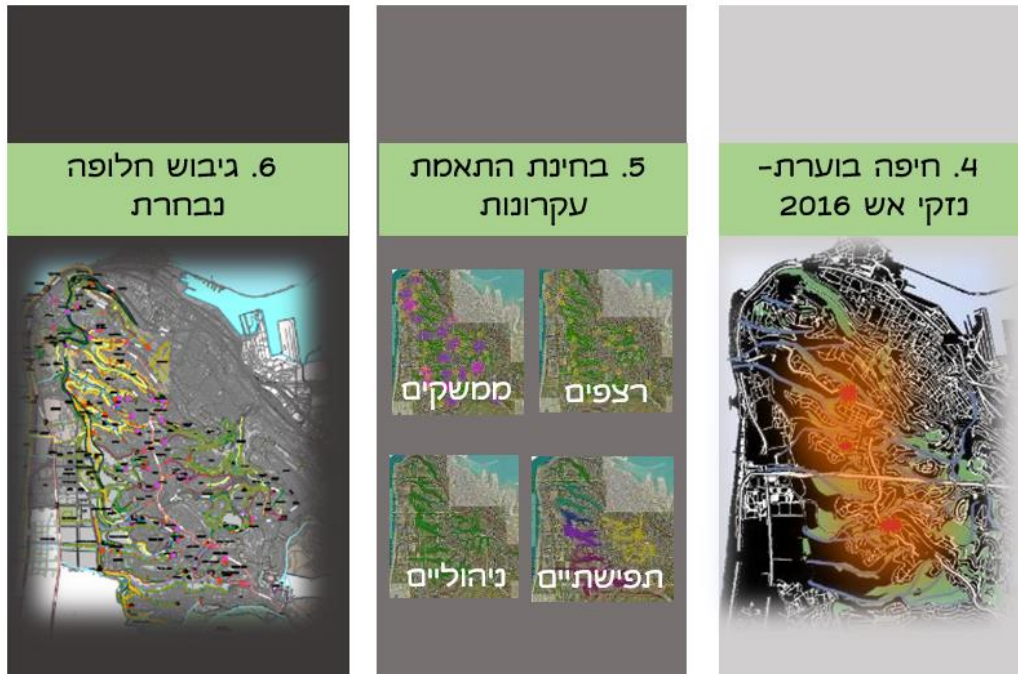 4. חיפה בוערת-
נזקי אש 2016
5. בחינת התאמת
עקרונות
רצפים
ממשקים
תפישתיים
ניהוליים
6. גיבוש חלופה
נבחרת